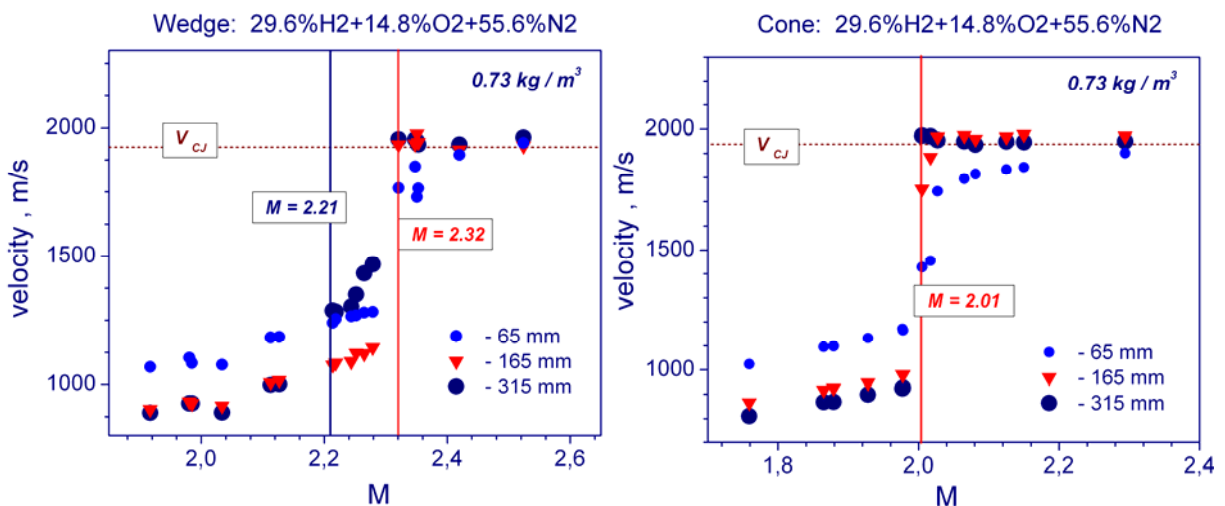 Wedge: 29.6%H2+14.8%O2+55.6%N2
0.73 kg / m³
2000
V CJ
M = 2.21
1500
M = 2.32
velocity , m/s
- 65 mm
- 165 mm
1000
- 315 mm
2,0
2,2
2,4
2,6
M
Cone: 29.6%H2+14.8%O2+55.6%N2
0.73 kg / m³
2000
V CJ
1500
M = 2.01
velocity , m/s
- 65 mm
- 165 mm
1000
- 315 mm
1,8
2,0
2,2
2,4
M